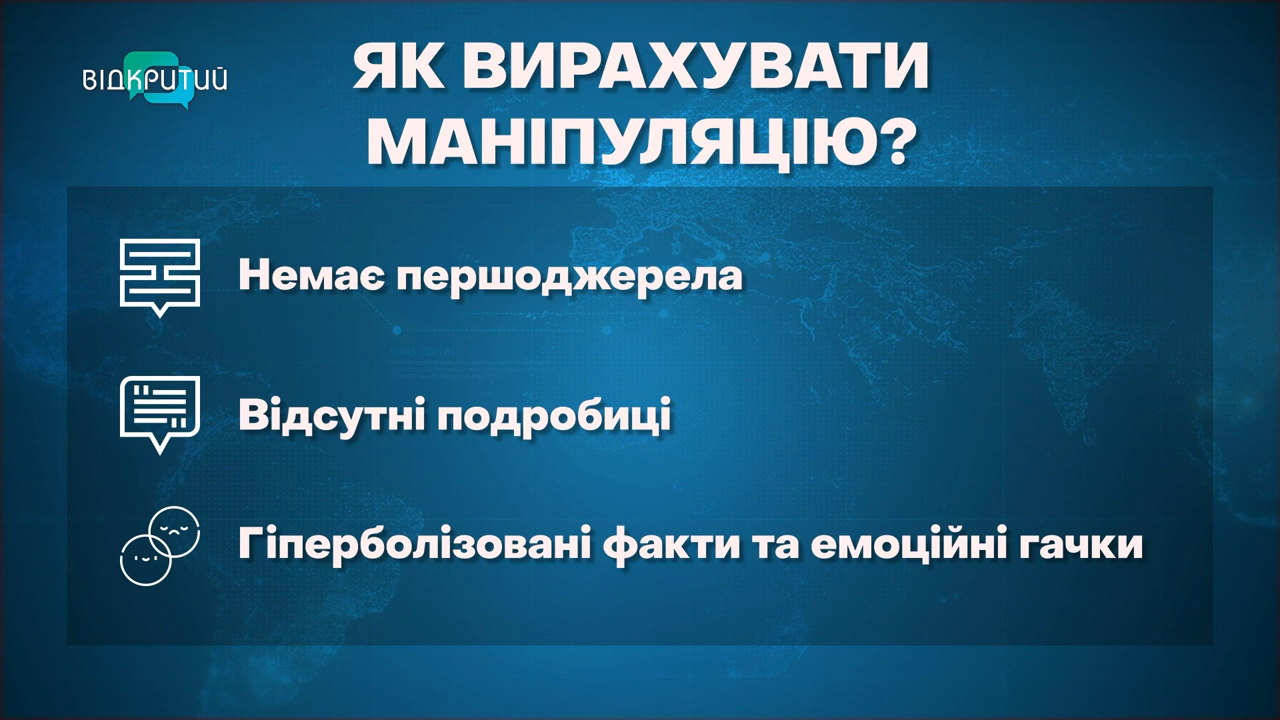 ВІДКРИТИЙ
ЯК ВИРАХУВАТИ
МАНІПУЛЯЦІЮ?
Немає першоджерела
Відсутні подробиці
Гіперболізовані факти та емоційні гачки